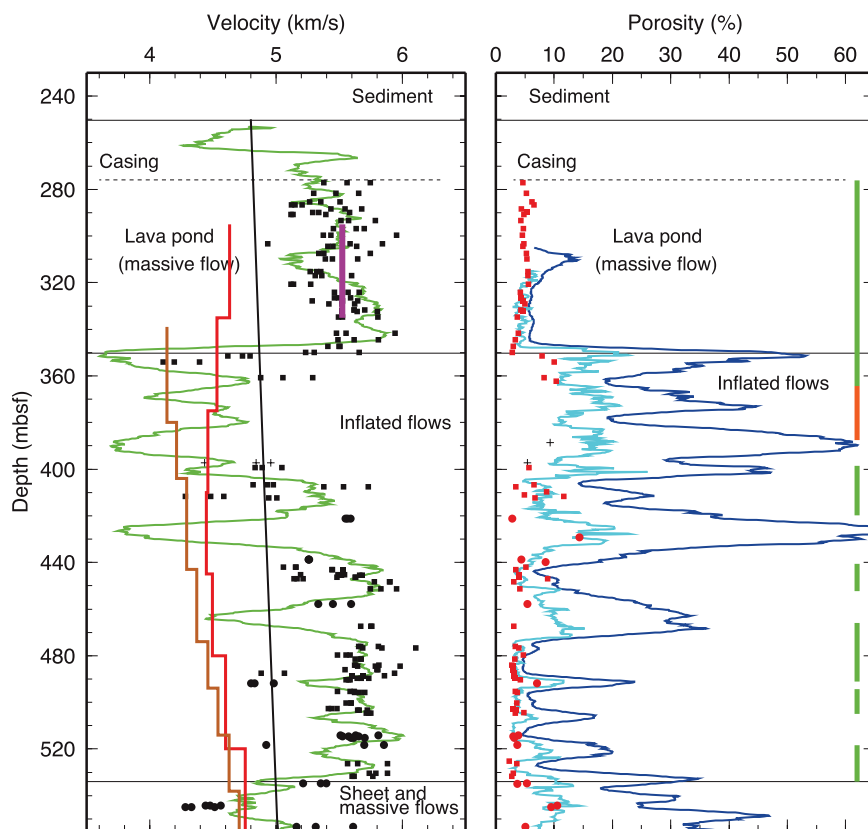 Velocity (km/s)
Porosity (%)
4 5 6
0 10 20 30 40 50 60
240
280
320
360
400
440
480
520
Depth (mbsf)
Sediment
Casing
Lava pond
(massive flow)
Inflated flows
Sheet and
massive flows
Sediment
Casing
Lava pond
(massive flow)
Inflated flows